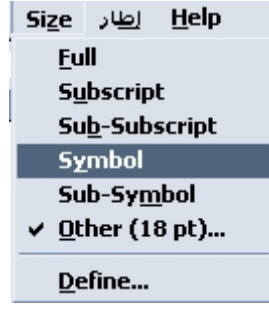 Size إطار Help
Full
Subscript
Sub-Subscript
Symbol
Sub-Symbol
✓ Other (18 pt)...
Define...